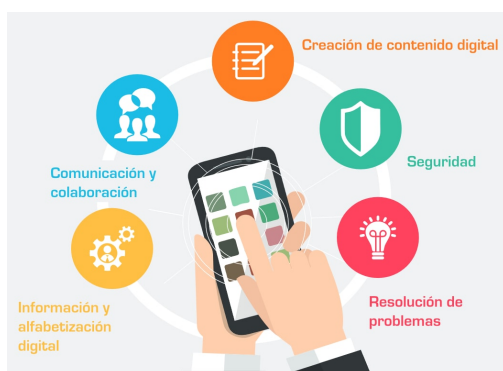 Creación de contenido digital
Comunicación y
colaboración
Seguridad
Información y
alfabetización
digital
Resolución de
problemas